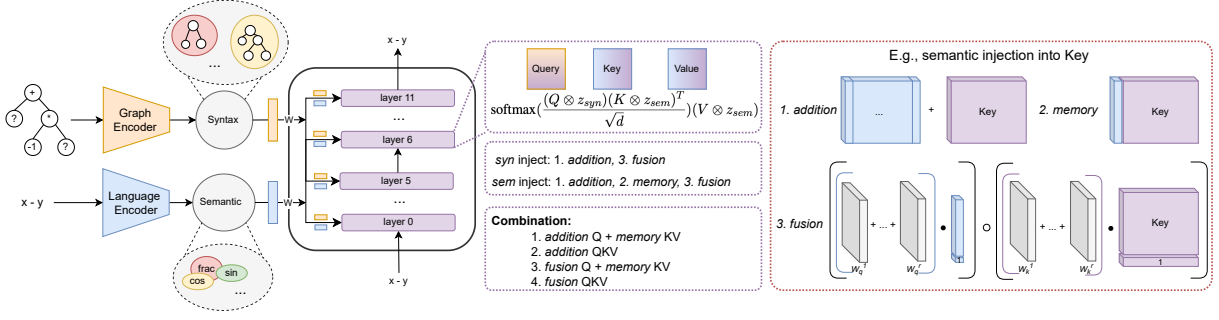 +
?
*
-1
?
Graph
Encoder
...
Syntax
W
x - y
Language
Encoder
Semantic
W
frac
sin
cos
...
x - y
layer 11
...
layer 6
layer 5
...
layer 0
x - y
Query
Key
Value
softmax((Q ⊗ z_syn)(K ⊗ z_sem)^T / √d)(V ⊗ z_sem)
syn inject: 1. addition, 3. fusion
sem inject: 1. addition, 2. memory, 3. fusion
Combination:
1. addition Q + memory KV
2. addition QKV
3. fusion Q + memory KV
4. fusion QKV
E.g., semantic injection into Key
1. addition
...
+
Key
2. memory
Key
3. fusion
W_q^1
+ ... +
W_q^r
•
1
○
W_k^1
+ ... +
W_k^r
•
Key
1